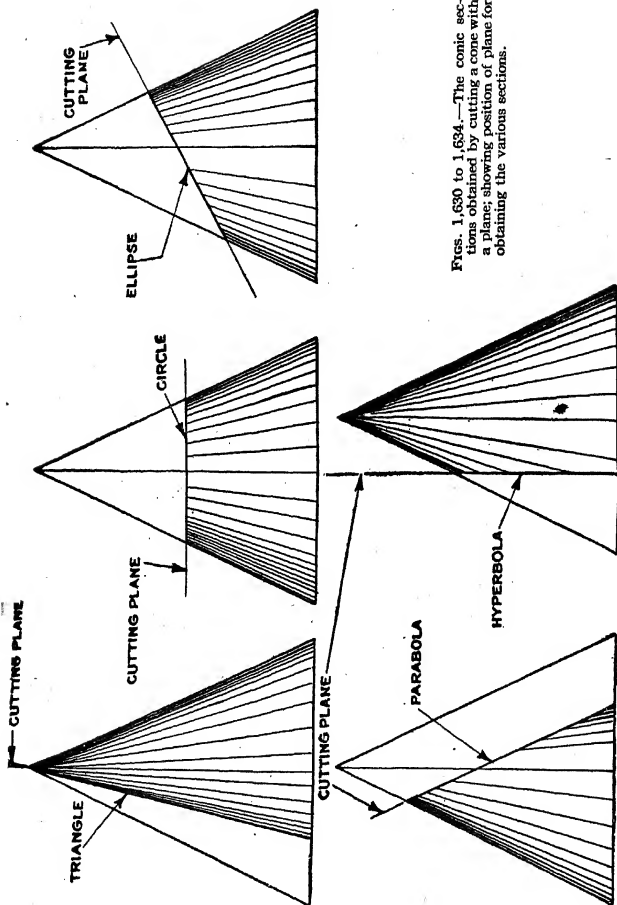 CUTTING PLANE
TRIANGLE
CUTTING PLANE
CIRCLE
CUTTING
PLANE
ELLIPSE
CUTTING PLANE
PARABOLA
HYPERBOLA
FIGS. 1,630 to 1,634.—The conic sec-
tions obtained by cutting a cone with
a plane; showing position of plane for
obtaining the various sections.